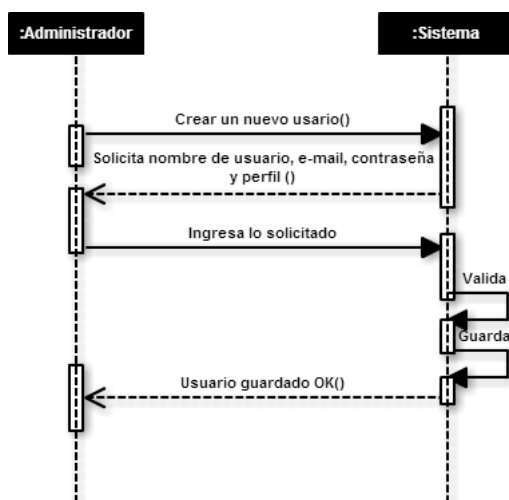 :Administrador
:Sistema
Crear un nuevo usario()
Solicita nombre de usuario, e-mail, contraseña
y perfil ()
Ingresa lo solicitado
Valida
Guarda
Usuario guardado OK()